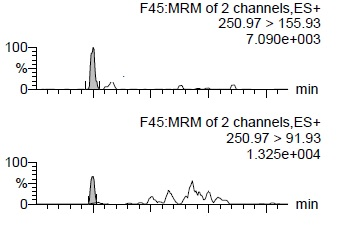 F45:MRM of 2 channels,ES+
250.97 > 155.93
7.090e+003
100
%
0
min
F45:MRM of 2 channels,ES+
250.97 > 91.93
1.325e+004
100
%
0
min